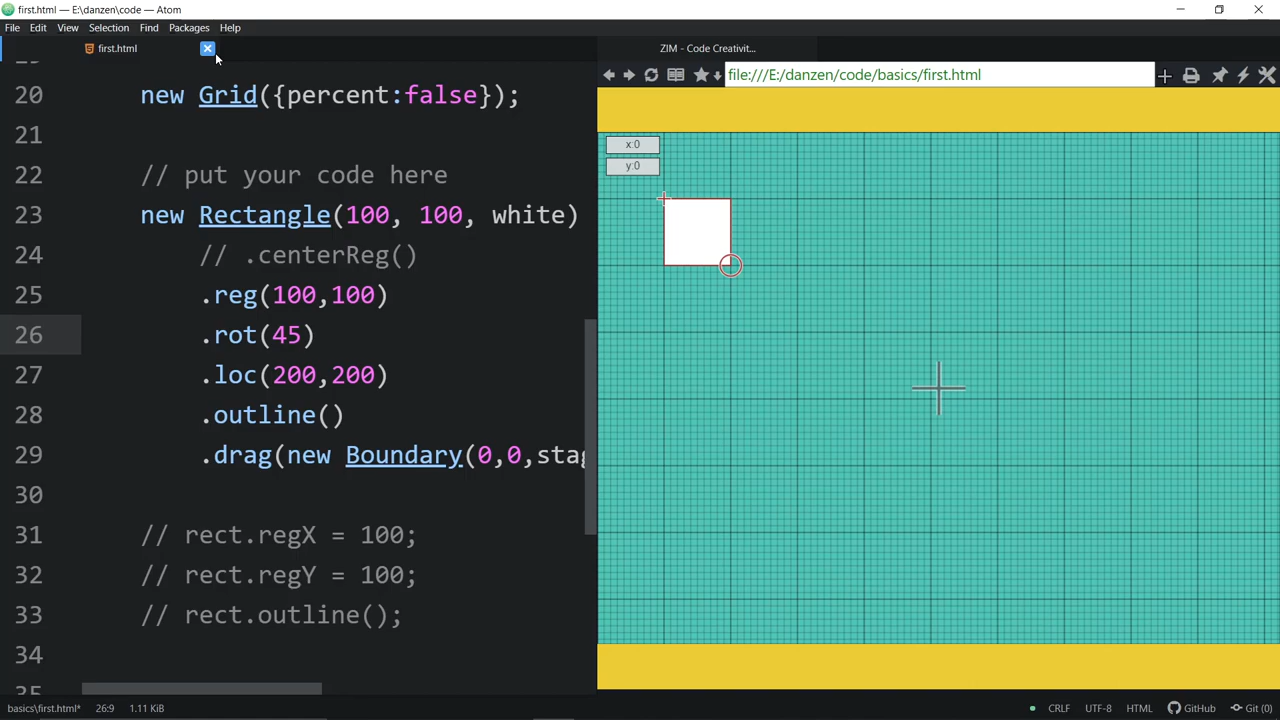 first.html — E:\danzen\code — Atom
File Edit View Selection Find Packages Help
first.html
ZIM - Code Creativit...
file:///E:/danzen/code/basics/first.html
20 new Grid({percent:false});
21
22 // put your code here
23 new Rectangle(100, 100, white)
24 // .centerReg()
25 .reg(100,100)
26 .rot(45)
27 .loc(200,200)
28 .outline()
29 .drag(new Boundary(0,0,stag
30
31 // rect.regX = 100;
32 // rect.regY = 100;
33 // rect.outline();
34
x:0
y:0
basics\first.html* 26:9 1.11 KiB
CRLF UTF-8 HTML GitHub Git (0)